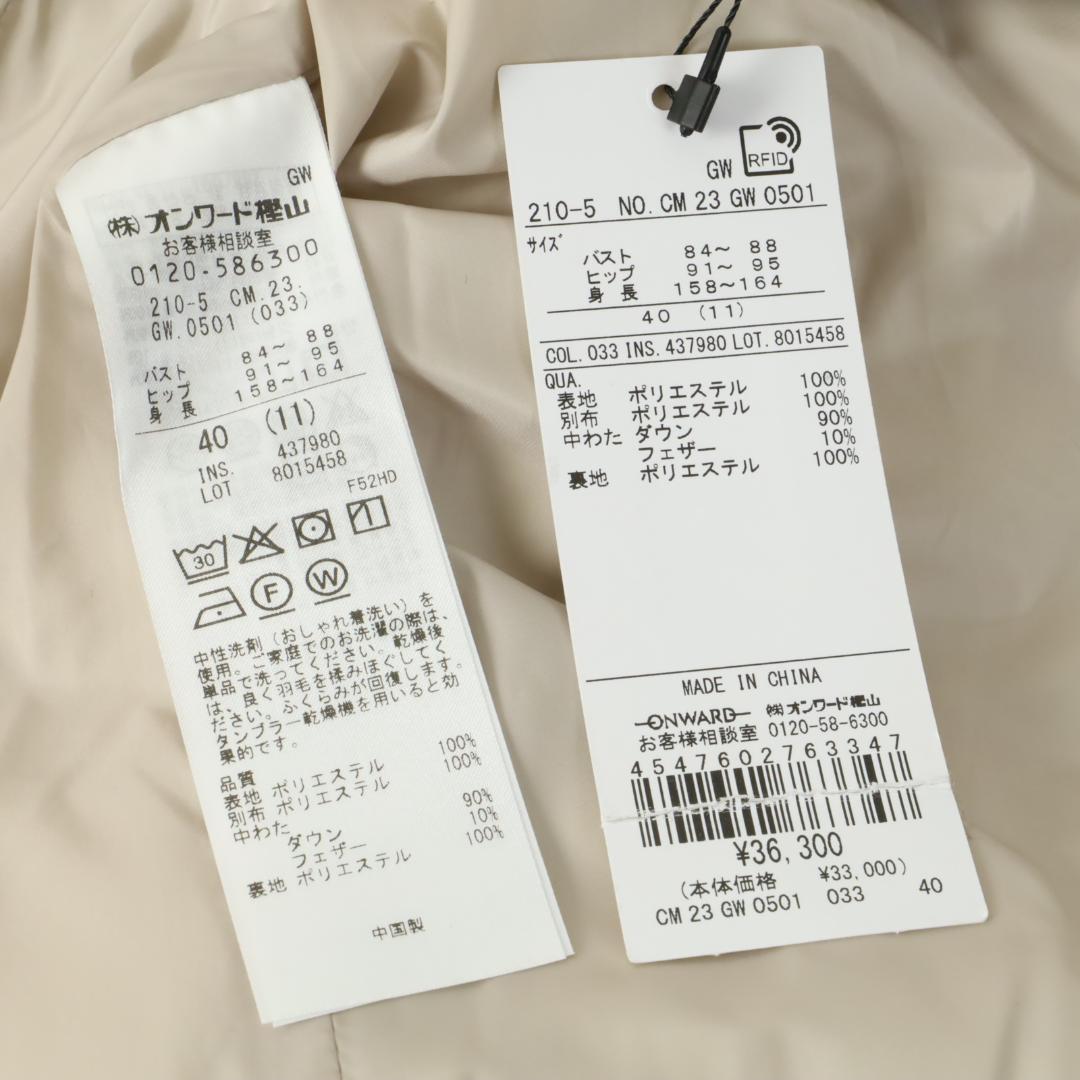 GW
㈱オンワード樫山
お客様相談室
0120-586300
210-5 CM.23.
GW.0501 (033)
バスト 84～ 88
ヒップ 91～ 95
身 長 158～164
40 (11)
INS. 437980
LOT 8015458
F52HD
30
F W
中性洗剤(おしゃれ着洗い)を
使用。ご家庭でのお洗濯の際は、
単品で洗ってください。乾燥後
は、良く羽毛を揉みほぐしてく
ださい。ふくらみが回復します。
タンブラー乾燥機を用いると効
果的です。
品質
表地 ポリエステル 100%
別布 ポリエステル 100%
中わた
ダウン 90%
フェザー 10%
裏地 ポリエステル 100%
中国製
RFID
GW
210-5 NO. CM 23 GW 0501
サイズ
バスト 84～ 88
ヒップ 91～ 95
身 長 158～164
40 (11)
COL. 033 INS. 437980 LOT. 8015458
QUA.
表地 ポリエステル 100%
別布 ポリエステル 100%
中わた ダウン 90%
フェザー 10%
裏地 ポリエステル 100%
MADE IN CHINA
ONWARD ㈱オンワード樫山
お客様相談室 0120-58-6300
4547602763347
¥36,300
(本体価格 ¥33,000)
CM 23 GW 0501 033 40